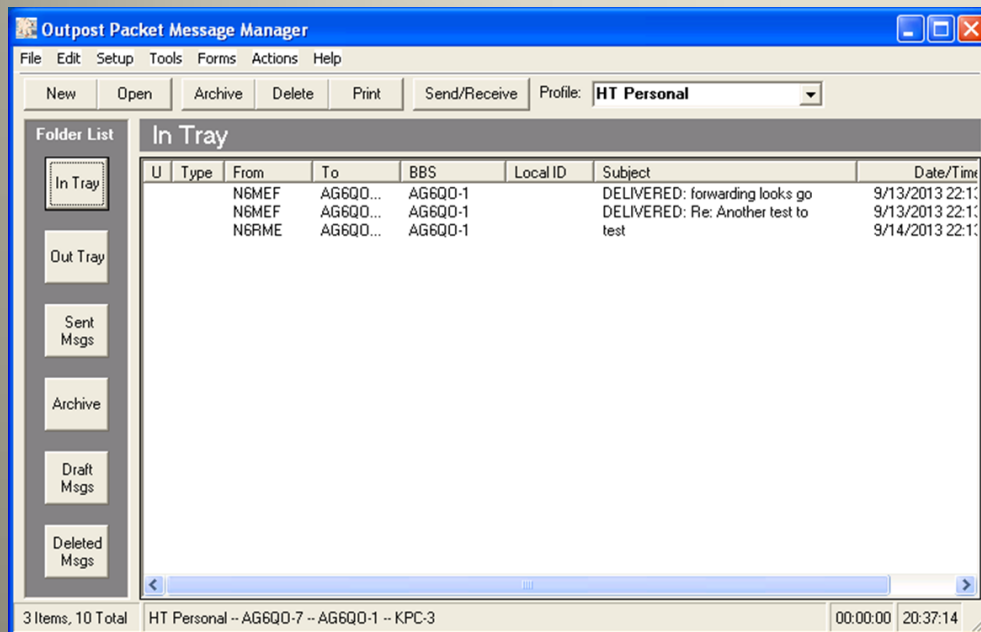 Outpost Packet Message Manager
File Edit Setup Tools Forms Actions Help
New Open Archive Delete Print Send/Receive Profile: HT Personal
Folder List In Tray
U Type From To BBS Local ID Subject Date/Time
N6MEF AG6QO... AG6QO-1 DELIVERED: forwarding looks go 9/13/2013 22:13
N6MEF AG6QO... AG6QO-1 DELIVERED: Re: Another test to 9/13/2013 22:13
N6RME AG6QO... AG6QO-1 test 9/14/2013 22:13
In Tray
Out Tray
Sent
Msgs
Archive
Draft
Msgs
Deleted
Msgs
3 Items, 10 Total HT Personal -- AG6QO-7 -- AG6QO-1 -- KPC-3 00:00:00 20:37:14